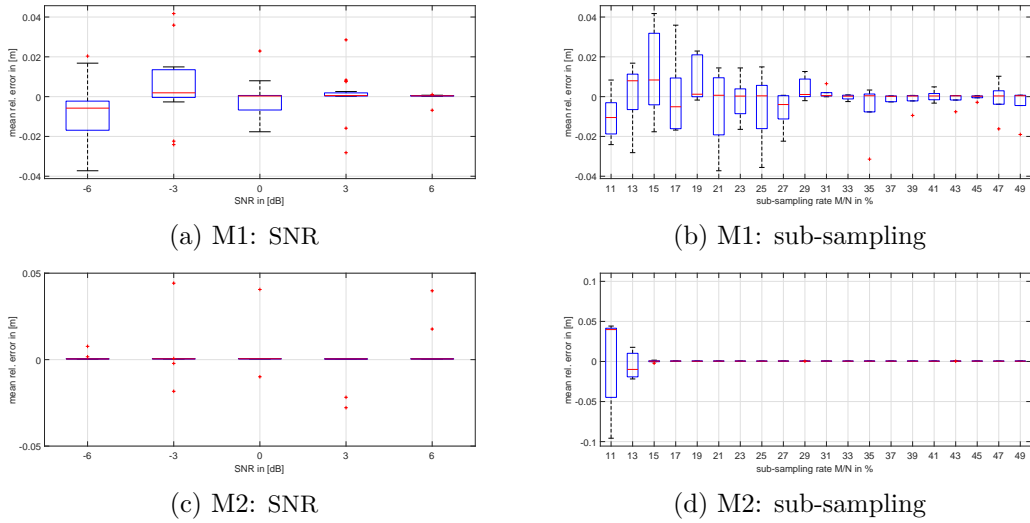 0.04
0.02
0
-0.02
-0.04
mean rel. error in [m]
-6 -3 0 3 6
SNR in [dB]
(a) M1: SNR
0.04
0.02
0
-0.02
-0.04
mean rel. error in [m]
11 13 15 17 19 21 23 25 27 29 31 33 35 37 39 41 43 45 47 49
sub-sampling rate M/N in %
(b) M1: sub-sampling
0.05
0
-0.05
mean rel. error in [m]
-6 -3 0 3 6
SNR in [dB]
(c) M2: SNR
0.1
0.05
0
-0.05
-0.1
mean rel. error in [m]
11 13 15 17 19 21 23 25 27 29 31 33 35 37 39 41 43 45 47 49
sub-sampling rate M/N in %
(d) M2: sub-sampling